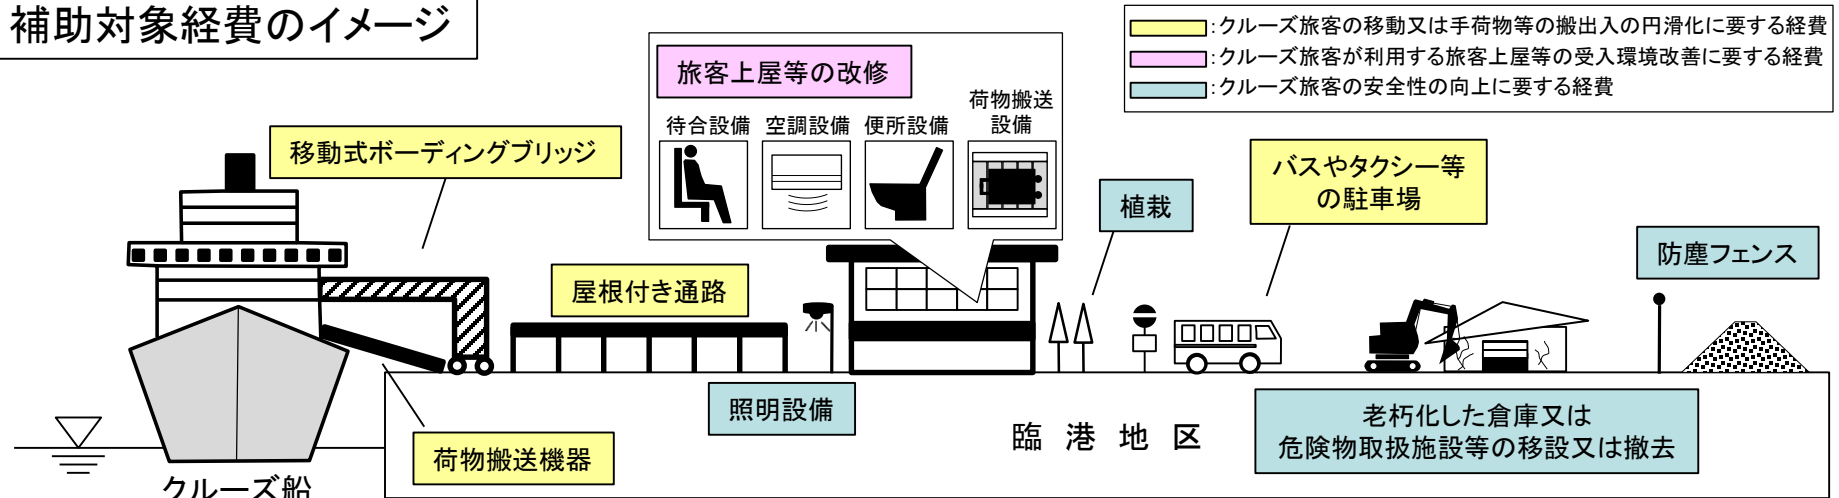 補助対象経費のイメージ
:クルーズ旅客の移動又は手荷物等の搬出入の円滑化に要する経費
:クルーズ旅客が利用する旅客上屋等の受入環境改善に要する経費
:クルーズ旅客の安全性の向上に要する経費
旅客上屋等の改修
待合設備
空調設備
便所設備
荷物搬送
設備
移動式ボーディングブリッジ
バスやタクシー等
の駐車場
植栽
防塵フェンス
屋根付き通路
照明設備
荷物搬送機器
臨港地区
老朽化した倉庫又は
危険物取扱施設等の移設又は撤去
クルーズ船